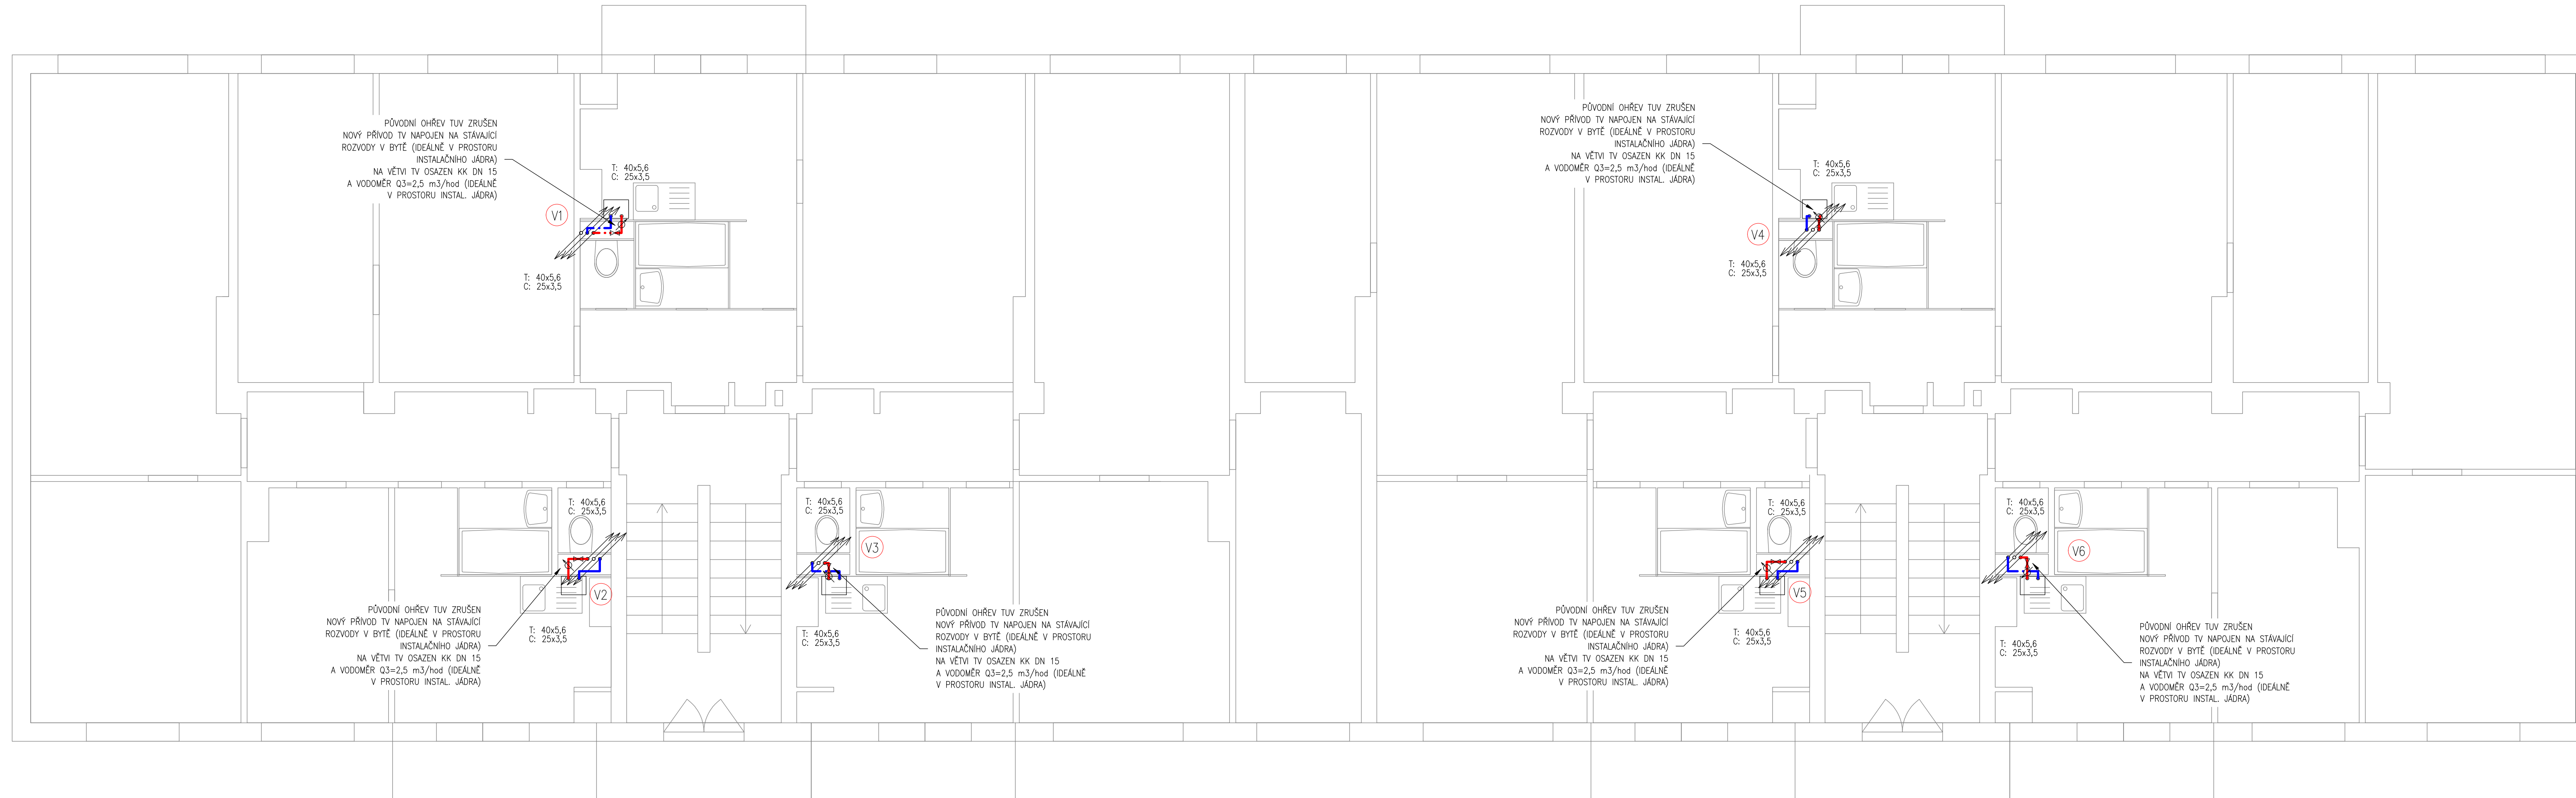 PŮVODNÍ OHŘEV TUV ZRUŠEN
NOVÝ PŘÍVOD TV NAPOJEN NA STÁVAJÍCÍ
ROZVODY V BYTĚ (IDEÁLNĚ V PROSTORU
INSTALAČNÍHO JÁDRA)
NA VĚTVI TV OSAZEN KK DN 15
A VODOMĚR Q3=2,5 m3/hod (IDEÁLNĚ
V PROSTORU INSTAL. JÁDRA)
T: 40x5,6
C: 25x3,5
V1
T: 40x5,6
C: 25x3,5
PŮVODNÍ OHŘEV TUV ZRUŠEN
NOVÝ PŘÍVOD TV NAPOJEN NA STÁVAJÍCÍ
ROZVODY V BYTĚ (IDEÁLNĚ V PROSTORU
INSTALAČNÍHO JÁDRA)
NA VĚTVI TV OSAZEN KK DN 15
A VODOMĚR Q3=2,5 m3/hod (IDEÁLNĚ
V PROSTORU INSTAL. JÁDRA)
T: 40x5,6
C: 25x3,5
V4
T: 40x5,6
C: 25x3,5
T: 40x5,6
C: 25x3,5
V2
PŮVODNÍ OHŘEV TUV ZRUŠEN
NOVÝ PŘÍVOD TV NAPOJEN NA STÁVAJÍCÍ
ROZVODY V BYTĚ (IDEÁLNĚ V PROSTORU
INSTALAČNÍHO JÁDRA)
NA VĚTVI TV OSAZEN KK DN 15
A VODOMĚR Q3=2,5 m3/hod (IDEÁLNĚ
V PROSTORU INSTAL. JÁDRA)
T: 40x5,6
C: 25x3,5
T: 40x5,6
C: 25x3,5
V3
T: 40x5,6
C: 25x3,5
PŮVODNÍ OHŘEV TUV ZRUŠEN
NOVÝ PŘÍVOD TV NAPOJEN NA STÁVAJÍCÍ
ROZVODY V BYTĚ (IDEÁLNĚ V PROSTORU
INSTALAČNÍHO JÁDRA)
NA VĚTVI TV OSAZEN KK DN 15
A VODOMĚR Q3=2,5 m3/hod (IDEÁLNĚ
V PROSTORU INSTAL. JÁDRA)
T: 40x5,6
C: 25x3,5
V5
PŮVODNÍ OHŘEV TUV ZRUŠEN
NOVÝ PŘÍVOD TV NAPOJEN NA STÁVAJÍCÍ
ROZVODY V BYTĚ (IDEÁLNĚ V PROSTORU
INSTALAČNÍHO JÁDRA)
NA VĚTVI TV OSAZEN KK DN 15
A VODOMĚR Q3=2,5 m3/hod (IDEÁLNĚ
V PROSTORU INSTAL. JÁDRA)
T: 40x5,6
C: 25x3,5
T: 40x5,6
C: 25x3,5
V6
T: 40x5,6
C: 25x3,5
PŮVODNÍ OHŘEV TUV ZRUŠEN
NOVÝ PŘÍVOD TV NAPOJEN NA STÁVAJÍCÍ
ROZVODY V BYTĚ (IDEÁLNĚ V PROSTORU
INSTALAČNÍHO JÁDRA)
NA VĚTVI TV OSAZEN KK DN 15
A VODOMĚR Q3=2,5 m3/hod (IDEÁLNĚ
V PROSTORU INSTAL. JÁDRA)